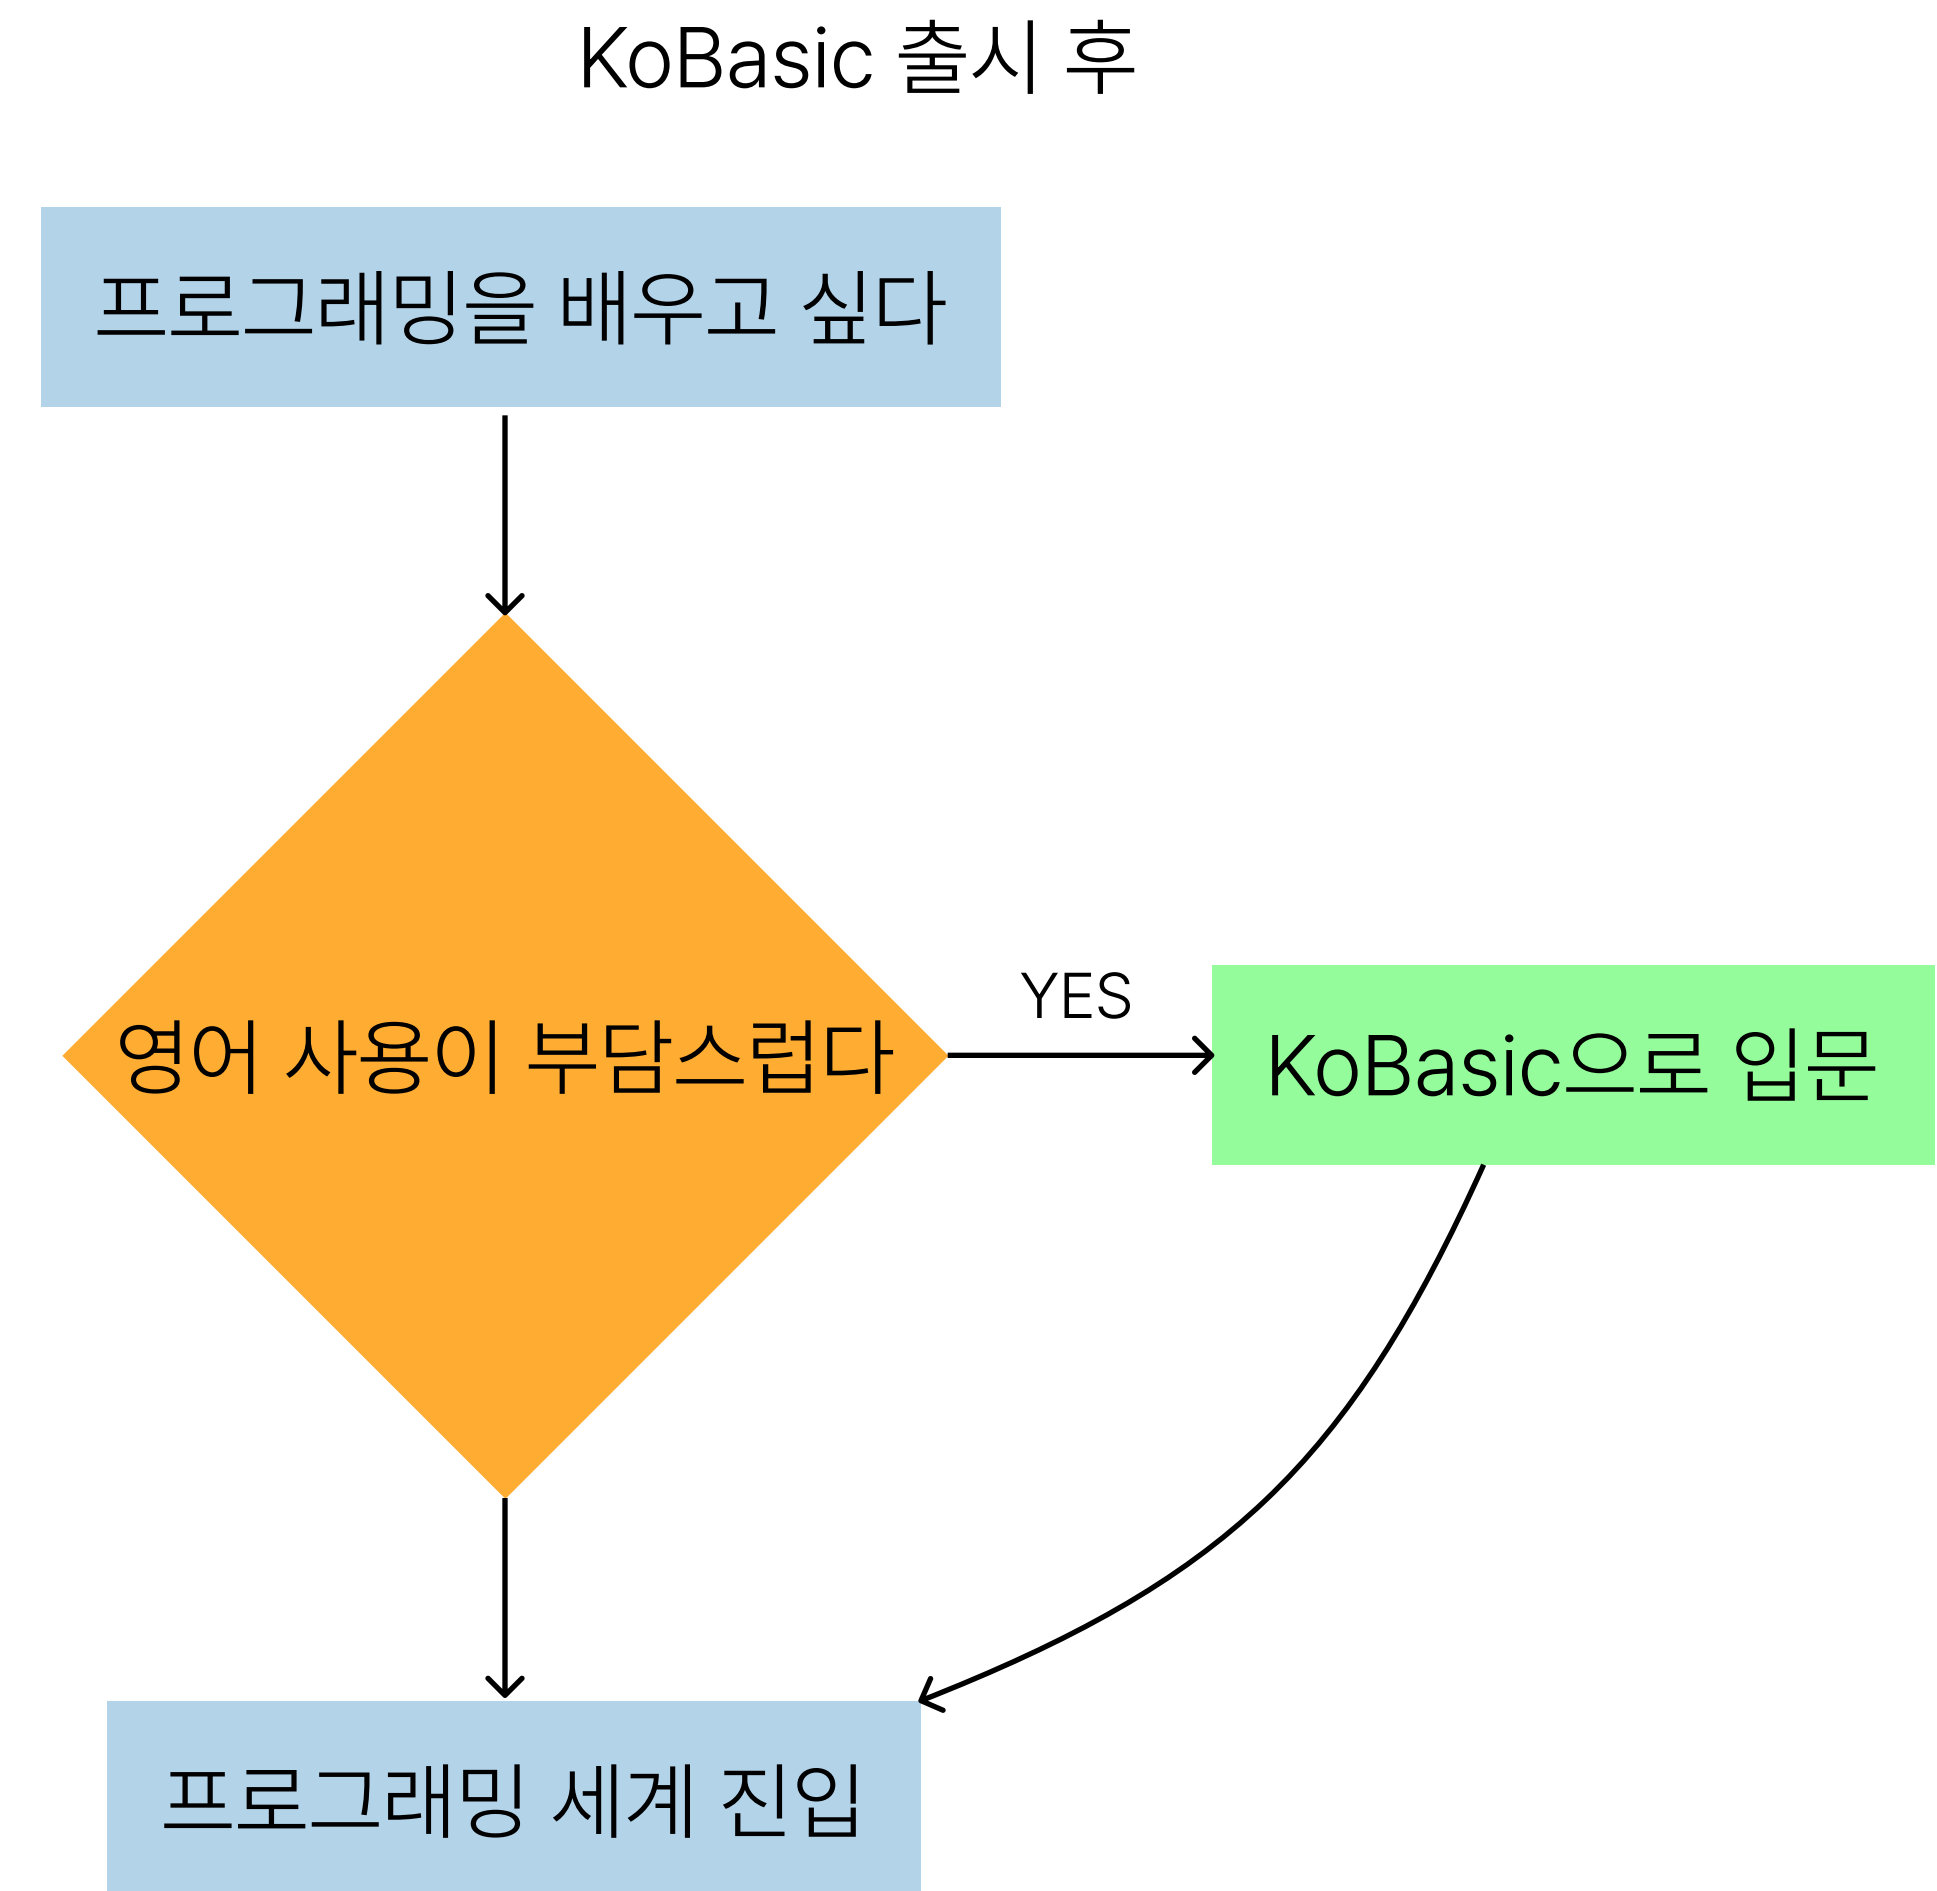 KoBasic 출시 후
프로그래밍을 배우고 싶다
영어 사용이 부담스럽다
YES
KoBasic으로 입문
프로그래밍 세계 진입